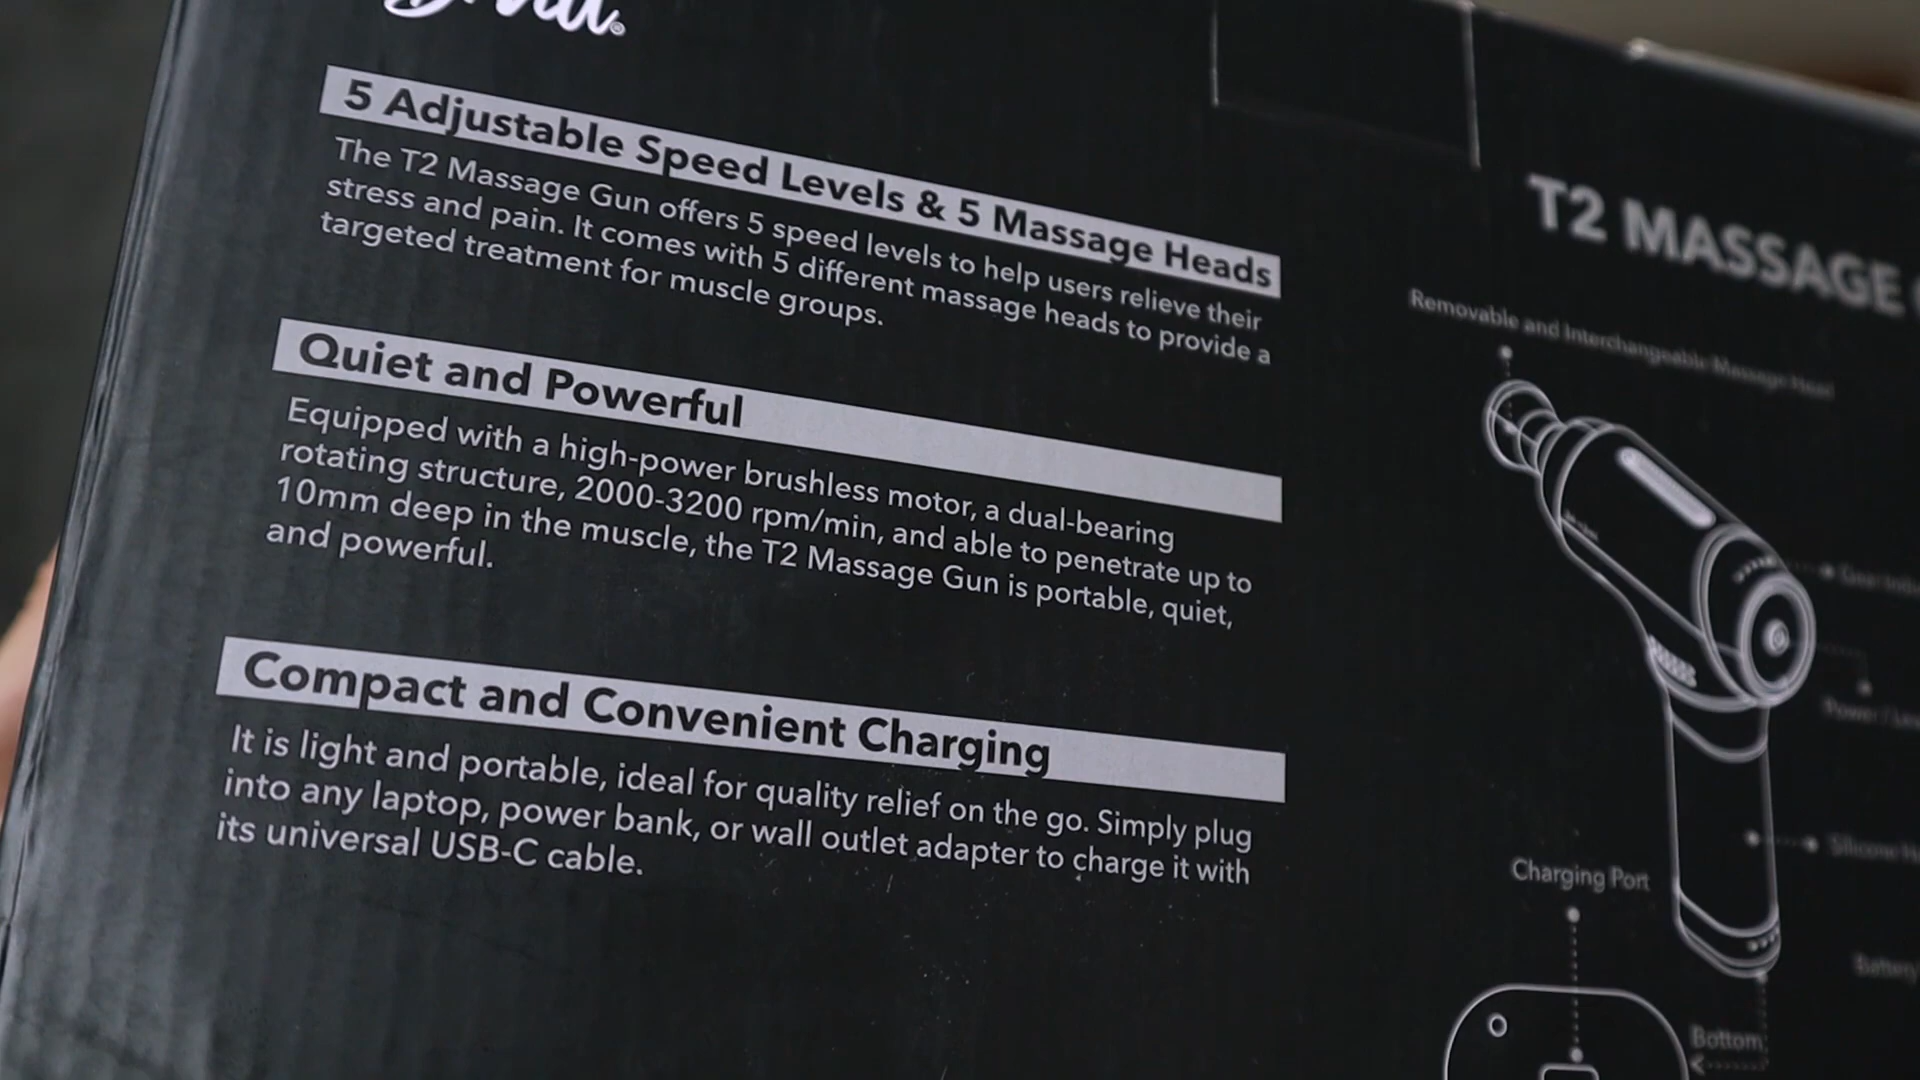 5 Adjustable Speed Levels & 5 Massage Heads
The T2 Massage Gun offers 5 speed levels to help users relieve their
stress and pain. It comes with 5 different massage heads to provide a
targeted treatment for muscle groups.
Quiet and Powerful
Equipped with a high-power brushless motor, a dual-bearing
rotating structure, 2000-3200 rpm/min, and able to penetrate up to
10mm deep in the muscle, the T2 Massage Gun is portable, quiet,
and powerful.
Compact and Convenient Charging
It is light and portable, ideal for quality relief on the go. Simply plug
into any laptop, power bank, or wall outlet adapter to charge it with
its universal USB-C cable.
T2 MASSAGE
Removable and Interchangeable Massage Head
Power /
Silicone
Charging Port
Battery
Bottom